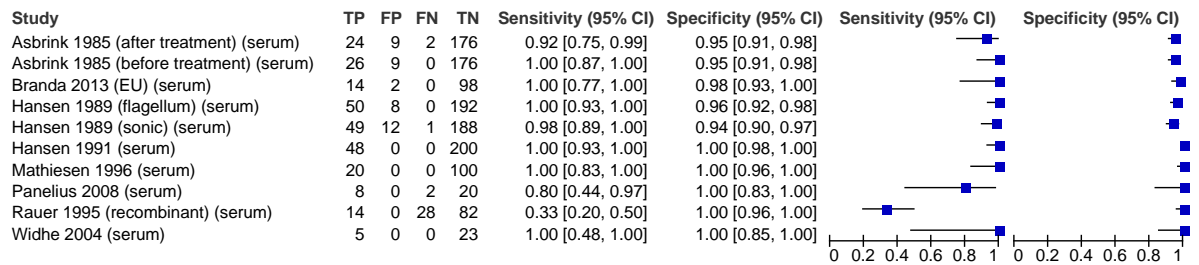 Study TP FP FN TN Sensitivity (95% CI) Specificity (95% CI) Sensitivity (95% CI) Specificity (95% CI)
Asbrink 1985 (after treatment) (serum) 24 9 2 176 0.92 [0.75, 0.99] 0.95 [0.91, 0.98]
Asbrink 1985 (before treatment) (serum) 26 9 0 176 1.00 [0.87, 1.00] 0.95 [0.91, 0.98]
Branda 2013 (EU) (serum) 14 2 0 98 1.00 [0.77, 1.00] 0.98 [0.93, 1.00]
Hansen 1989 (flagellum) (serum) 50 8 0 192 1.00 [0.93, 1.00] 0.96 [0.92, 0.98]
Hansen 1989 (sonic) (serum) 49 12 1 188 0.98 [0.89, 1.00] 0.94 [0.90, 0.97]
Hansen 1991 (serum) 48 0 0 200 1.00 [0.93, 1.00] 1.00 [0.98, 1.00]
Mathiesen 1996 (serum) 20 0 0 100 1.00 [0.83, 1.00] 1.00 [0.96, 1.00]
Panelius 2008 (serum) 8 0 2 20 0.80 [0.44, 0.97] 1.00 [0.83, 1.00]
Rauer 1995 (recombinant) (serum) 14 0 28 82 0.33 [0.20, 0.50] 1.00 [0.96, 1.00]
Widhe 2004 (serum) 5 0 0 23 1.00 [0.48, 1.00] 1.00 [0.85, 1.00]
0 0.2 0.4 0.6 0.8 1 0 0.2 0.4 0.6 0.8 1